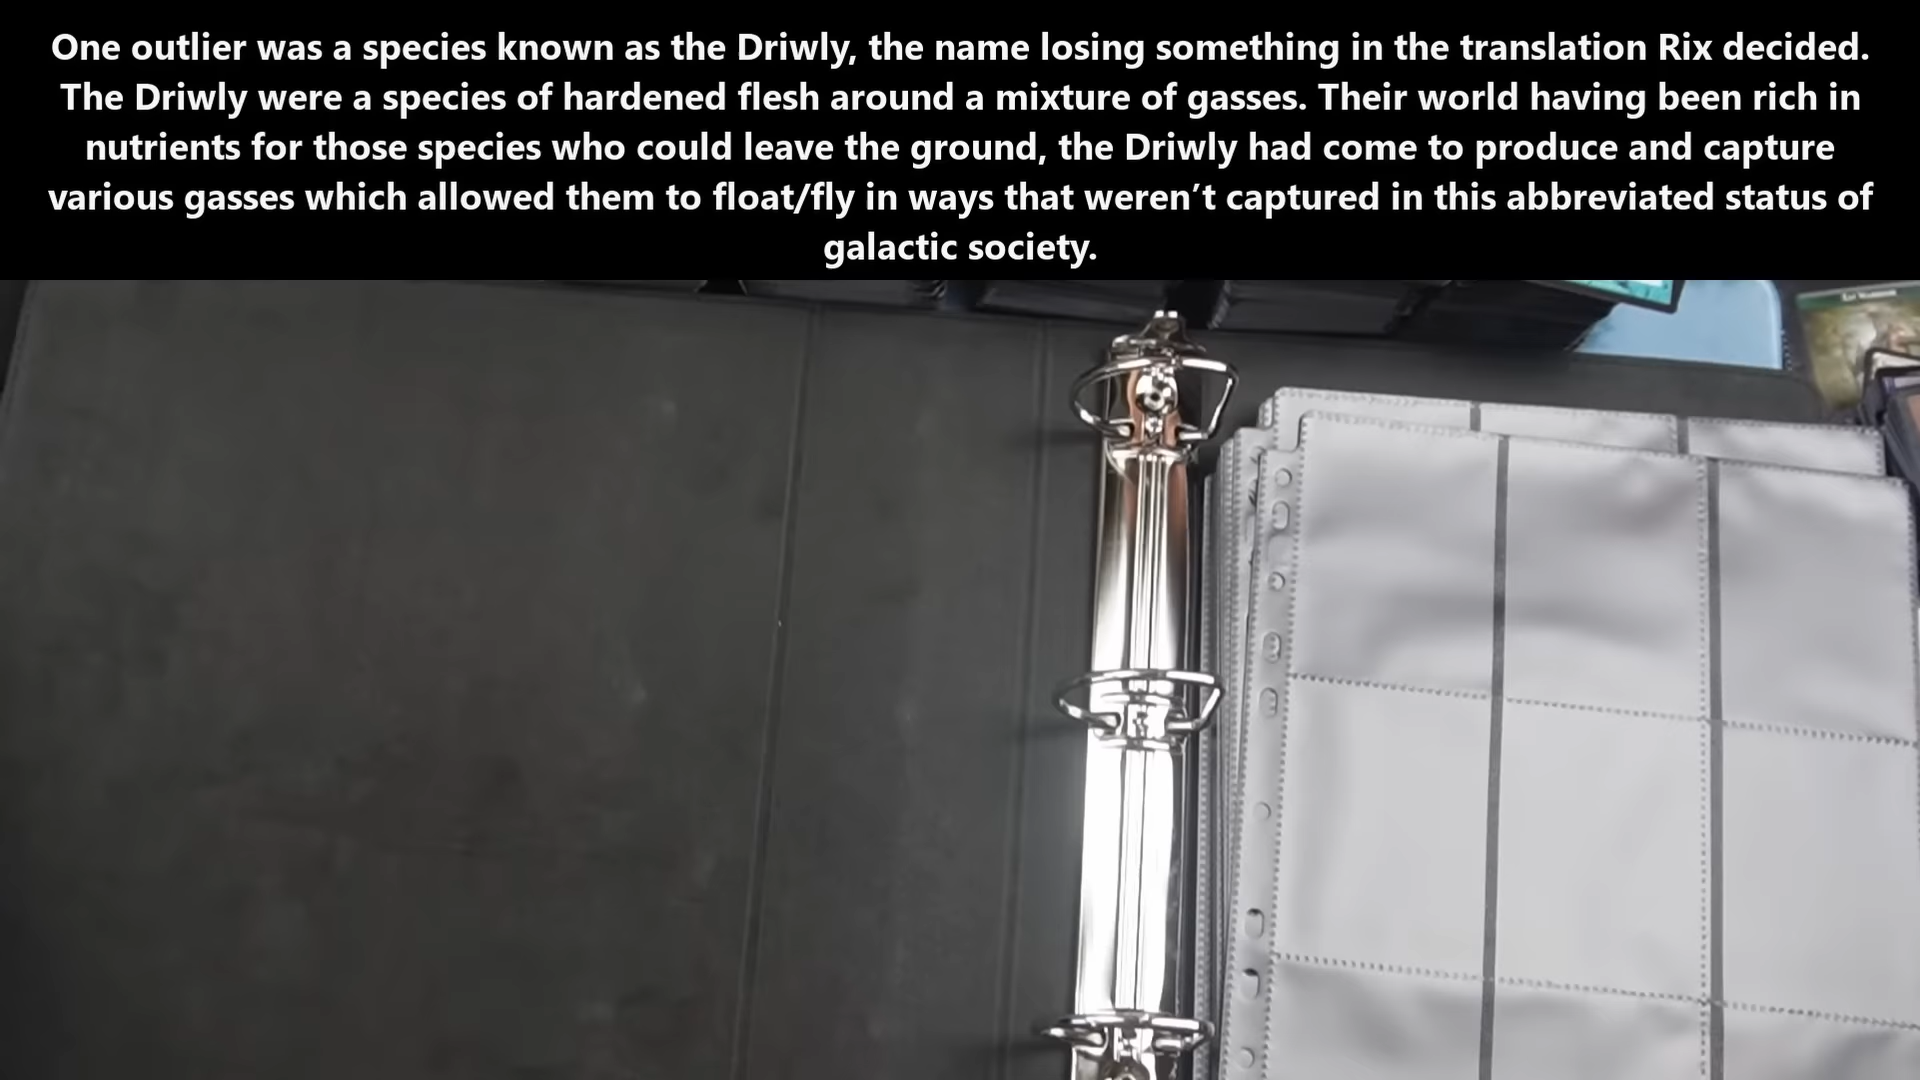 One outlier was a species known as the Driwly, the name losing something in the translation Rix decided.
The Driwly were a species of hardened flesh around a mixture of gasses. Their world having been rich in
nutrients for those species who could leave the ground, the Driwly had come to produce and capture
various gasses which allowed them to float/fly in ways that weren’t captured in this abbreviated status of
galactic society.